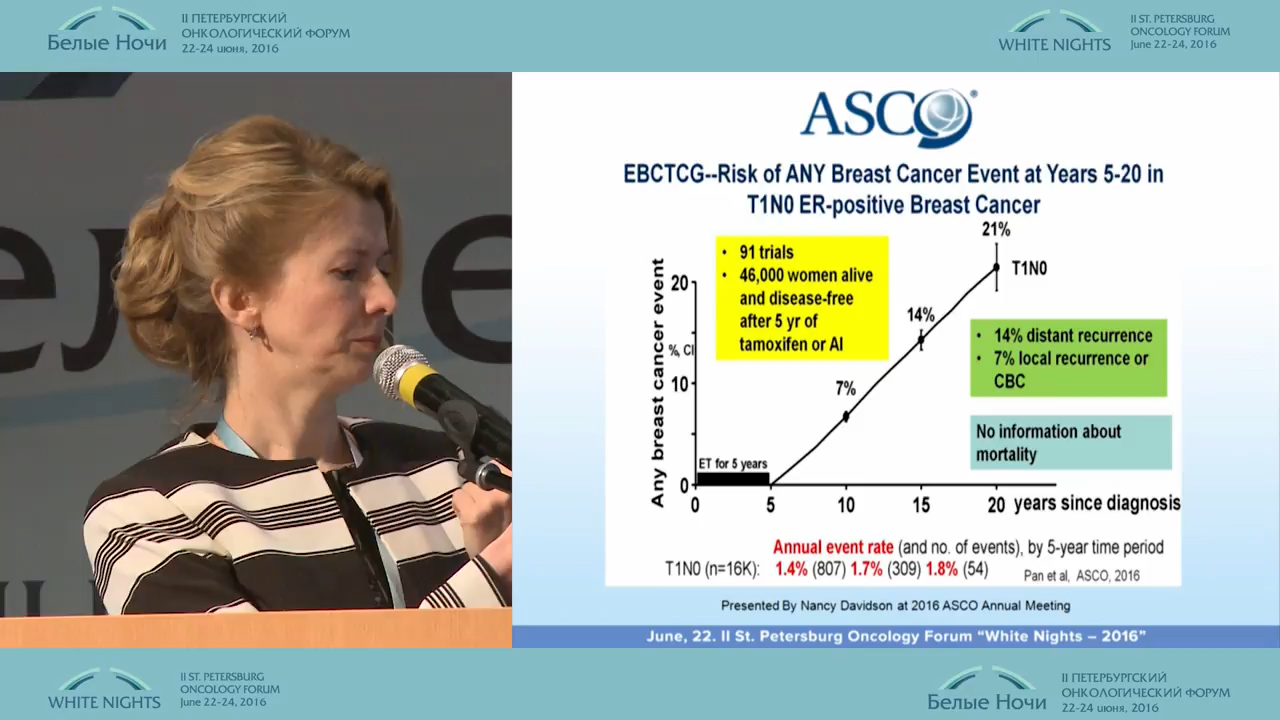 Белые Ночи
II ПЕТЕРБУРГСКИЙ
ОНКОЛОГИЧЕСКИЙ ФОРУМ
22-24 июня, 2016
WHITE NIGHTS
II ST. PETERSBURG
ONCOLOGY FORUM
June 22-24, 2016
ASCO®
EBCTCG--Risk of ANY Breast Cancer Event at Years 5-20 in
T1N0 ER-positive Breast Cancer
Any breast cancer event
%, CI
20
10
0
• 91 trials
• 46,000 women alive
and disease-free
after 5 yr of
tamoxifen or AI
7%
14%
21%
T1N0
• 14% distant recurrence
• 7% local recurrence or
CBC
No information about
mortality
ET for 5 years
0 5 10 15 20 years since diagnosis
Annual event rate (and no. of events), by 5-year time period
T1N0 (n=16K): 1.4% (807) 1.7% (309) 1.8% (54)
Pan et al, ASCO, 2016
Presented By Nancy Davidson at 2016 ASCO Annual Meeting
June, 22. II St. Petersburg Oncology Forum “White Nights – 2016”
WHITE NIGHTS
II ST. PETERSBURG
ONCOLOGY FORUM
June 22-24, 2016
Белые Ночи
II ПЕТЕРБУРГСКИЙ
ОНКОЛОГИЧЕСКИЙ ФОРУМ
22-24 июня, 2016